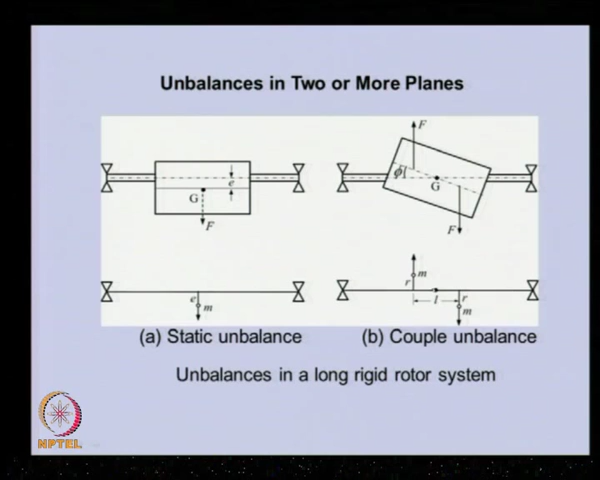 Unbalances in Two or More Planes
F
e
G
F
ϕ
G
F
e
m
m
r
l
r
m
(a) Static unbalance
(b) Couple unbalance
Unbalances in a long rigid rotor system
NPTEL